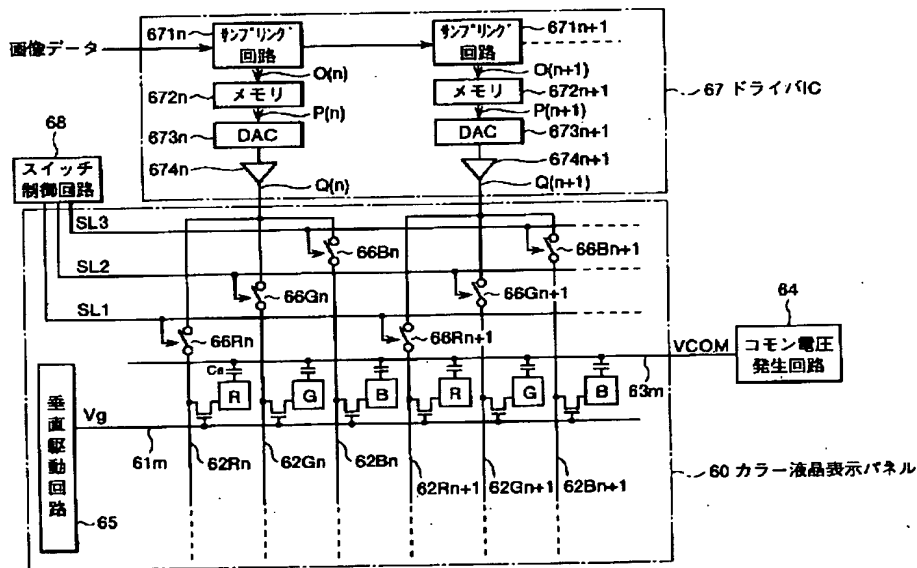 画像データ
671n
サンプリング
回路
671n+1
サンプリング
回路
O(n)
O(n+1)
672n
メモリ
672n+1
メモリ
67 ドライバIC
P(n)
P(n+1)
673n
DAC
673n+1
DAC
674n
674n+1
Q(n)
Q(n+1)
68
スイッチ
制御回路
SL3
66Bn
66Bn+1
SL2
66Gn
66Gn+1
SL1
66Rn
66Rn+1
64
コモン電圧
発生回路
VCOM
63m
Cs
R
G
B
R
G
B
垂直駆動回路
Vg
61m
62Rn
62Gn
62Bn
62Rn+1
62Gn+1
62Bn+1
60 カラー液晶表示パネル
65